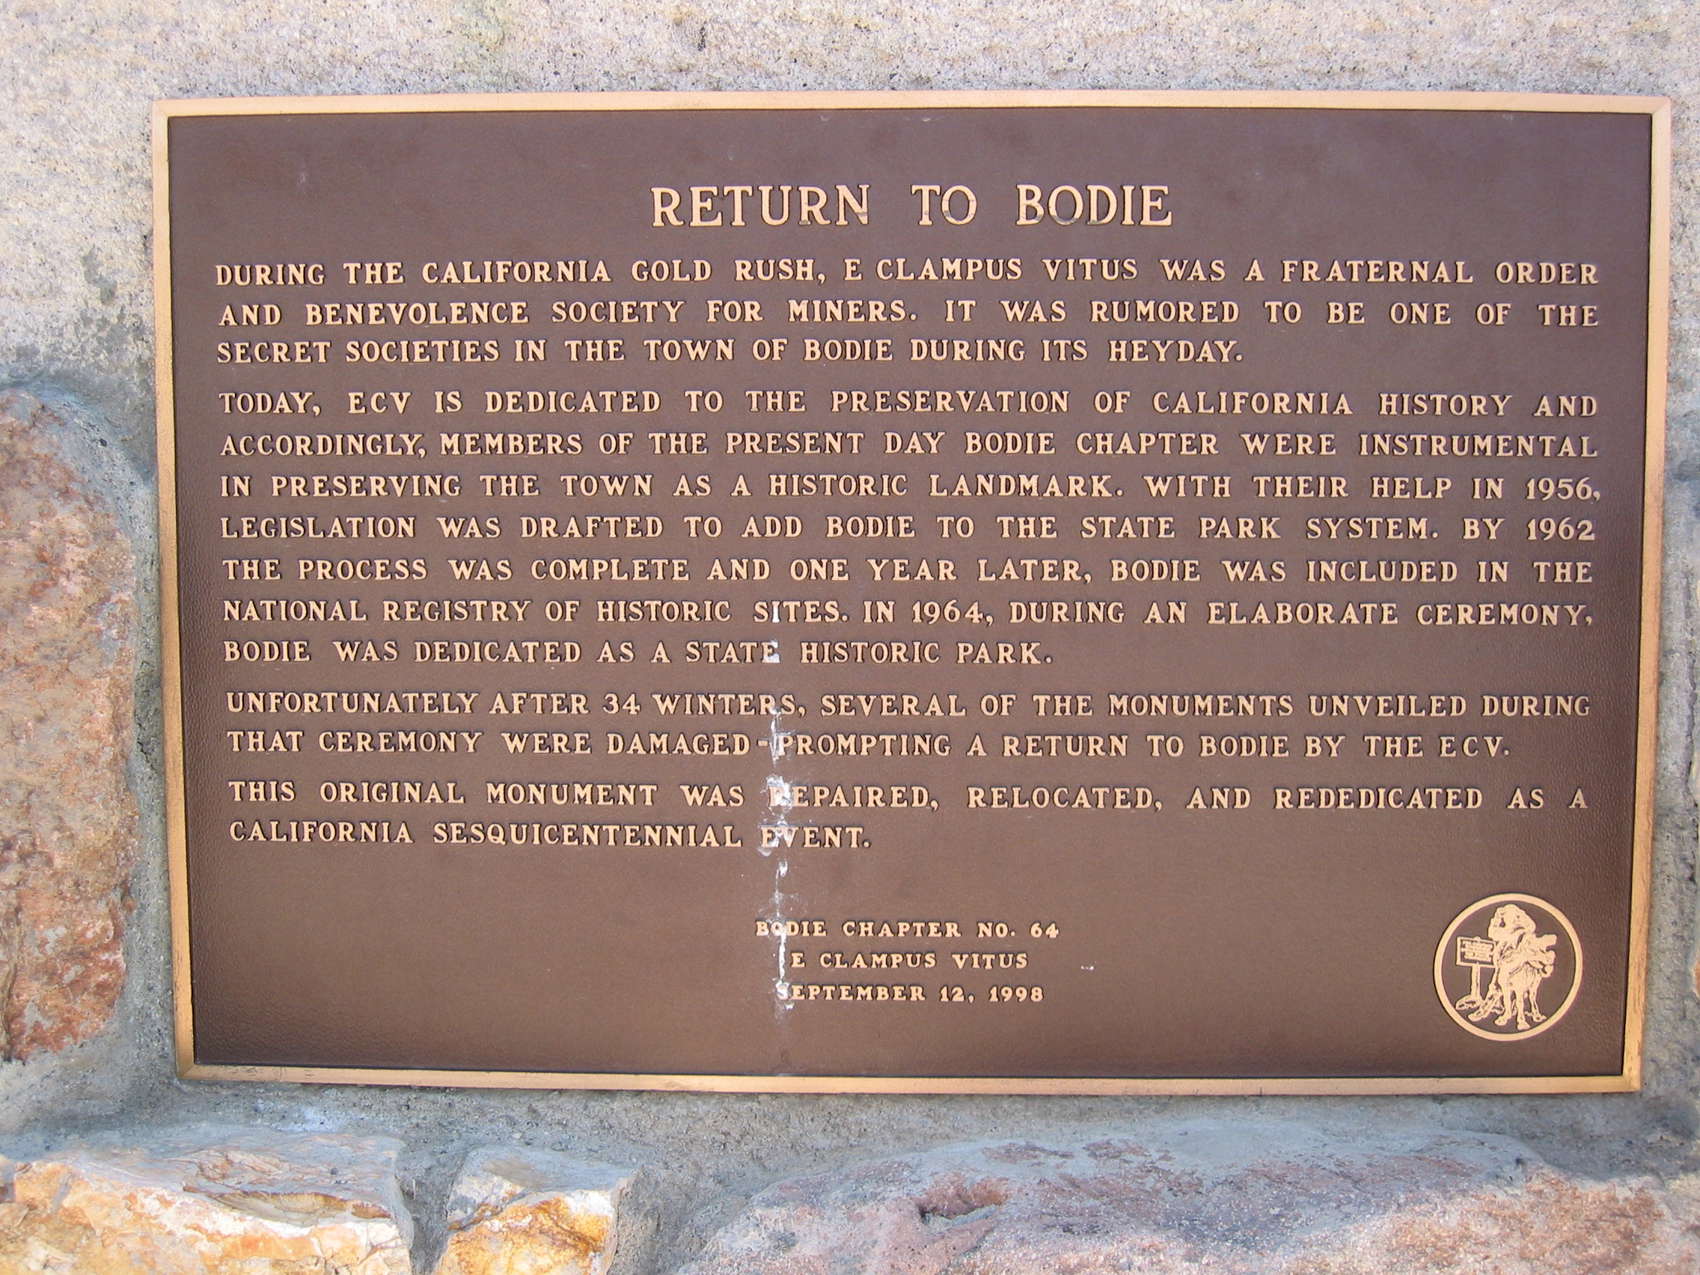 RETURN TO BODIE
DURING THE CALIFORNIA GOLD RUSH, E CLAMPUS VITUS WAS A FRATERNAL ORDER
AND BENEVOLENCE SOCIETY FOR MINERS. IT WAS RUMORED TO BE ONE OF THE
SECRET SOCIETIES IN THE TOWN OF BODIE DURING ITS HEYDAY.
TODAY, ECV IS DEDICATED TO THE PRESERVATION OF CALIFORNIA HISTORY AND
ACCORDINGLY, MEMBERS OF THE PRESENT DAY BODIE CHAPTER WERE INSTRUMENTAL
IN PRESERVING THE TOWN AS A HISTORIC LANDMARK. WITH THEIR HELP IN 1956,
LEGISLATION WAS DRAFTED TO ADD BODIE TO THE STATE PARK SYSTEM. BY 1962
THE PROCESS WAS COMPLETE AND ONE YEAR LATER, BODIE WAS INCLUDED IN THE
NATIONAL REGISTRY OF HISTORIC SITES. IN 1964, DURING AN ELABORATE CEREMONY,
BODIE WAS DEDICATED AS A STATE HISTORIC PARK.
UNFORTUNATELY AFTER 34 WINTERS, SEVERAL OF THE MONUMENTS UNVEILED DURING
THAT CEREMONY WERE DAMAGED-PROMPTING A RETURN TO BODIE BY THE ECV.
THIS ORIGINAL MONUMENT WAS REPAIRED, RELOCATED, AND REDEDICATED AS A
CALIFORNIA SESQUICENTENNIAL EVENT.
BODIE CHAPTER NO. 64
E CLAMPUS VITUS
SEPTEMBER 12, 1998